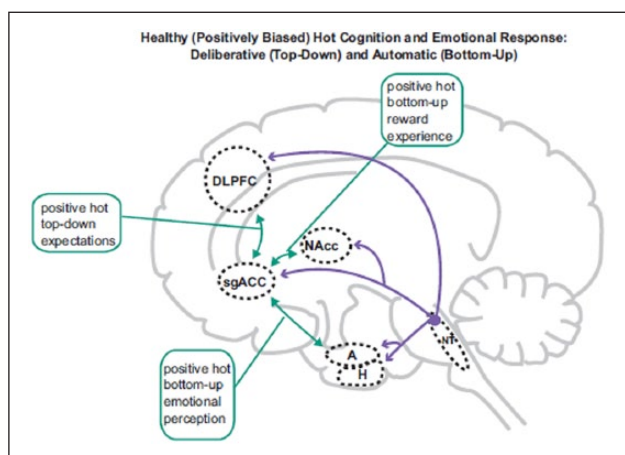 Healthy (Positively Biased) Hot Cognition and Emotional Response:
Deliberative (Top-Down) and Automatic (Bottom-Up)
positive hot
bottom-up
reward
experience
DLPFC
positive hot
top-down
expectations
NAcc
sgACC
NT
A
H
positive hot
bottom-up
emotional
perception